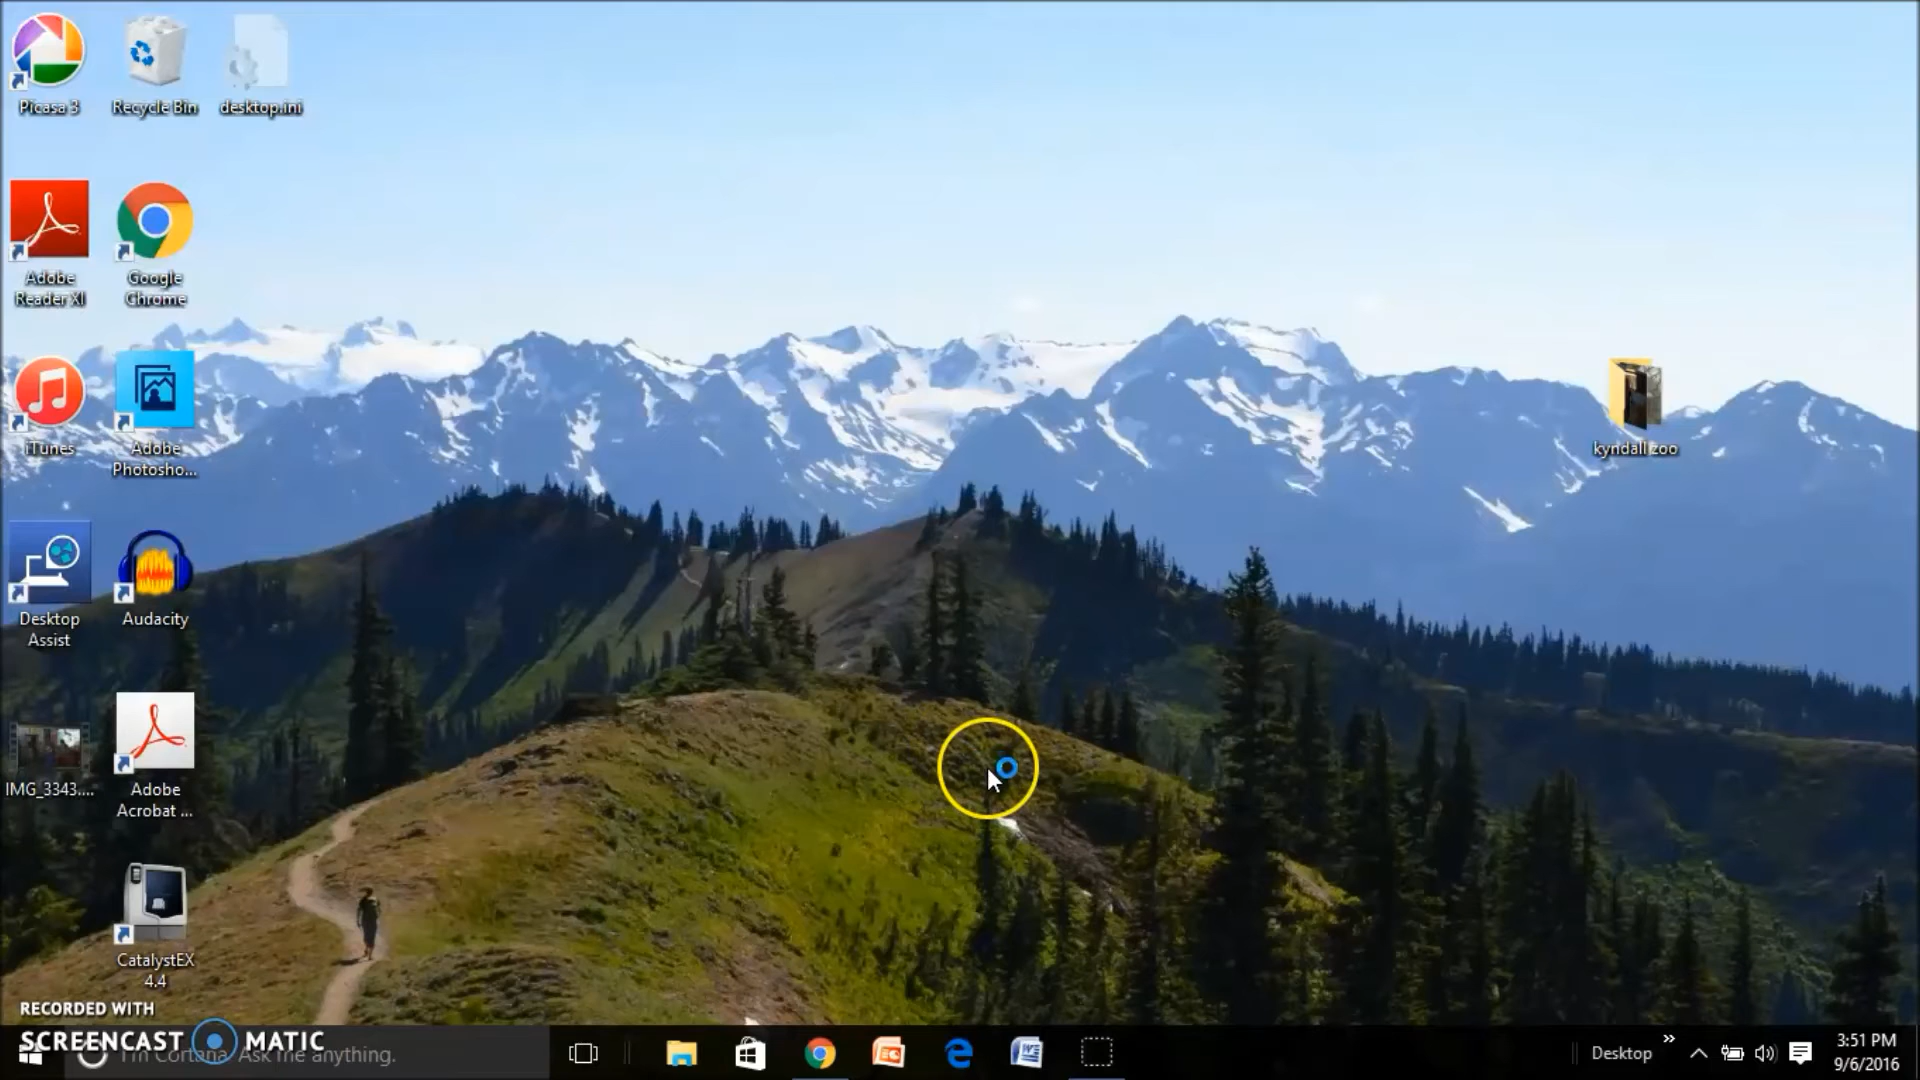 Picasa 3
Recycle Bin
desktop.ini
Adobe
Reader XI
Google
Chrome
iTunes
Adobe
Photosho...
kyndall zoo
Desktop
Assist
Audacity
IMG_3343....
Adobe
Acrobat ...
CatalystEX
4.4
RECORDED WITH
SCREENCAST MATIC
I'm Cortana. Ask me anything.
Desktop
3:51 PM
9/6/2016